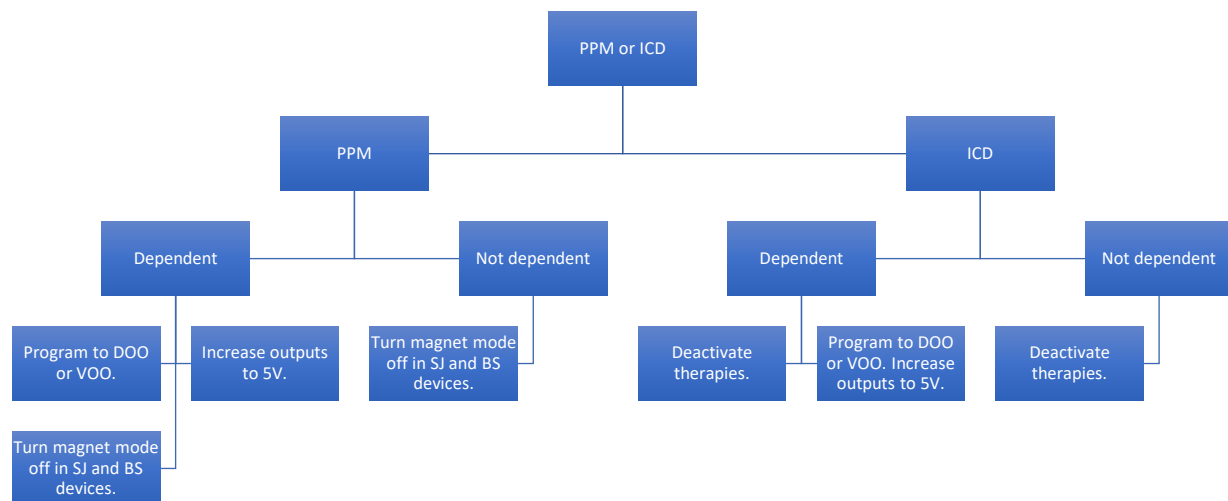 PPM or ICD
PPM
ICD
Dependent
Not dependent
Dependent
Not dependent
Program to DOO
or VOO.
Increase outputs
to 5V.
Turn magnet mode
off in SJ and BS
devices.
Deactivate
therapies.
Program to DOO
or VOO. Increase
outputs to 5V.
Deactivate
therapies.
Turn magnet mode
off in SJ and BS
devices.